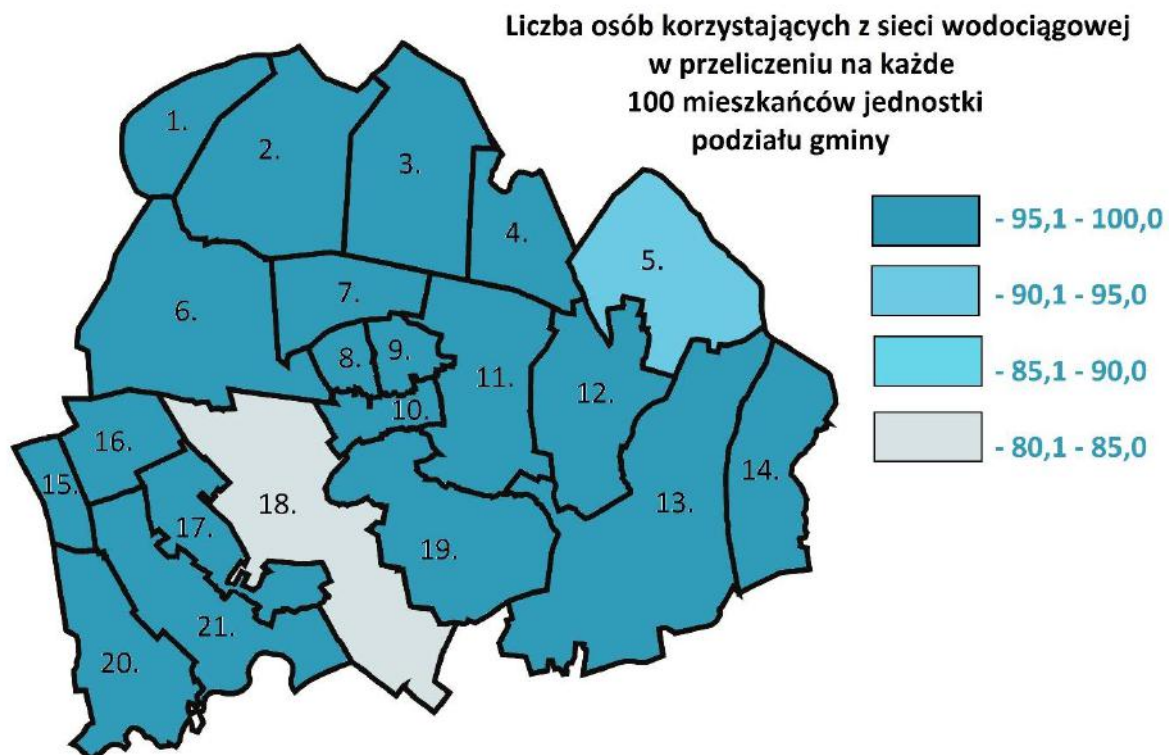 Liczba osób korzystających z sieci wodociągowej
w przeliczeniu na każde
100 mieszkańców jednostki
podziału gminy
1.
2.
3.
4.
5.
6.
7.
8.
9.
10.
11.
12.
13.
14.
15.
16.
17.
18.
19.
20.
21.
- 95,1 - 100,0
- 90,1 - 95,0
- 85,1 - 90,0
- 80,1 - 85,0